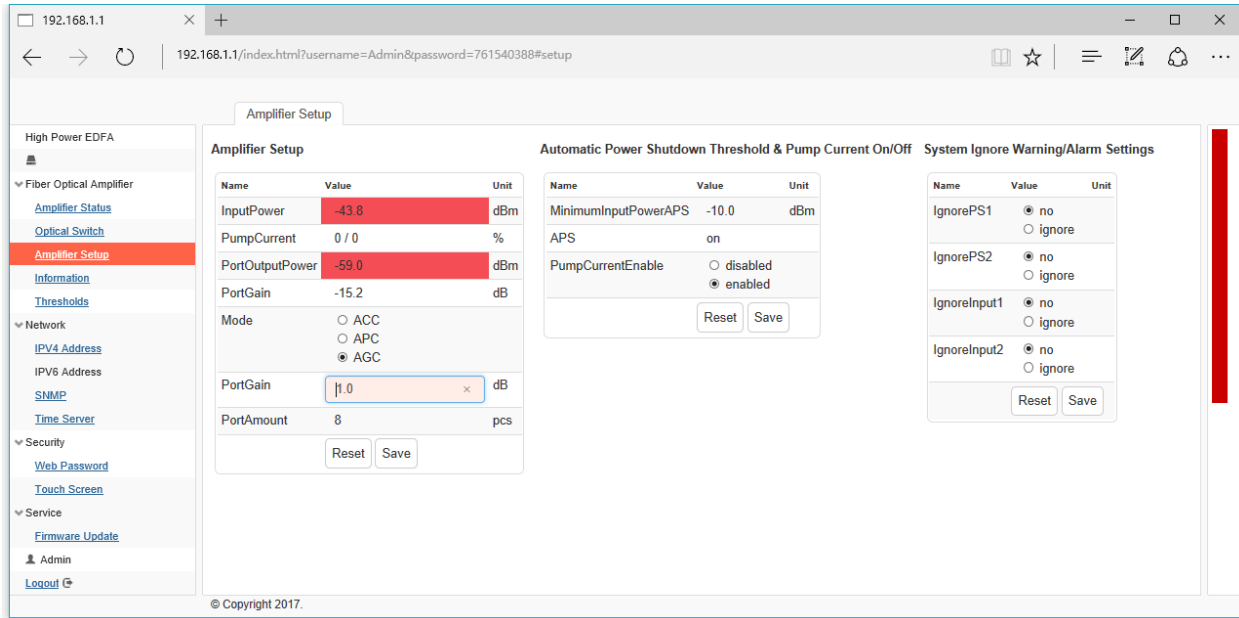 192.168.1.1
192.168.1.1/index.html?username=Admin&password=761540388#setup
High Power EDFA
Fiber Optical Amplifier
Amplifier Status
Optical Switch
Amplifier Setup
Information
Thresholds
Network
IPV4 Address
IPV6 Address
SNMP
Time Server
Security
Web Password
Touch Screen
Service
Firmware Update
Admin
Logout
Amplifier Setup
Amplifier Setup
Name Value Unit
InputPower -43.8 dBm
PumpCurrent 0 / 0 %
PortOutputPower -59.0 dBm
PortGain -15.2 dB
Mode ACC
APC
AGC
PortGain 1.0 dB
PortAmount 8 pcs
Reset Save
Automatic Power Shutdown Threshold & Pump Current On/Off
Name Value Unit
MinimumInputPowerAPS -10.0 dBm
APS on
PumpCurrentEnable disabled
enabled
Reset Save
System Ignore Warning/Alarm Settings
Name Value Unit
IgnorePS1 no
ignore
IgnorePS2 no
ignore
IgnoreInput1 no
ignore
IgnoreInput2 no
ignore
Reset Save
© Copyright 2017.